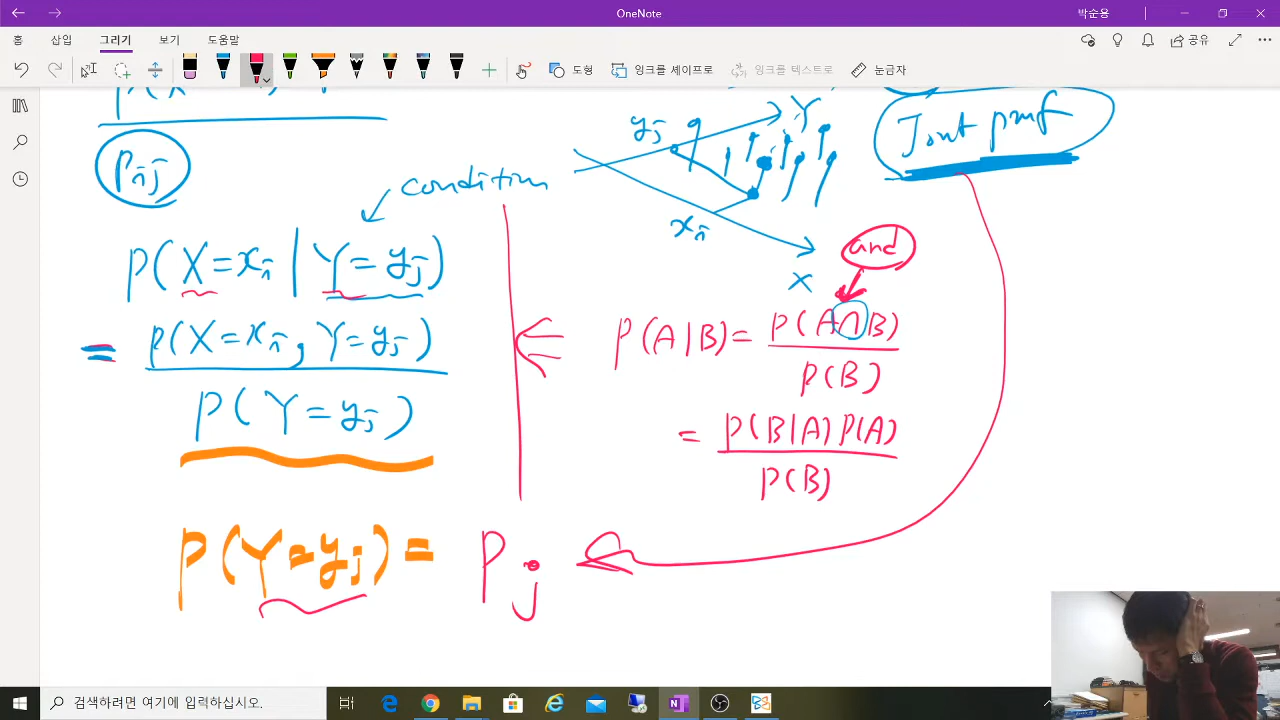 OneNote
박순용
홈 삽입 그리기 보기 도움말
공유
도형 잉크를 셰이프로 잉크를 텍스트로 눈금자
Pij
condition
yj Y
Joint pmf
xi
X
P(X=xi | Y=yj)
= P(X=xi, Y=yj)
P(Y=yj)
and
P(A|B) = P(A∩B)
P(B)
= P(B|A)P(A)
P(B)
P(Y=yj) = Pj
검색하려면 여기에 입력하십시오.